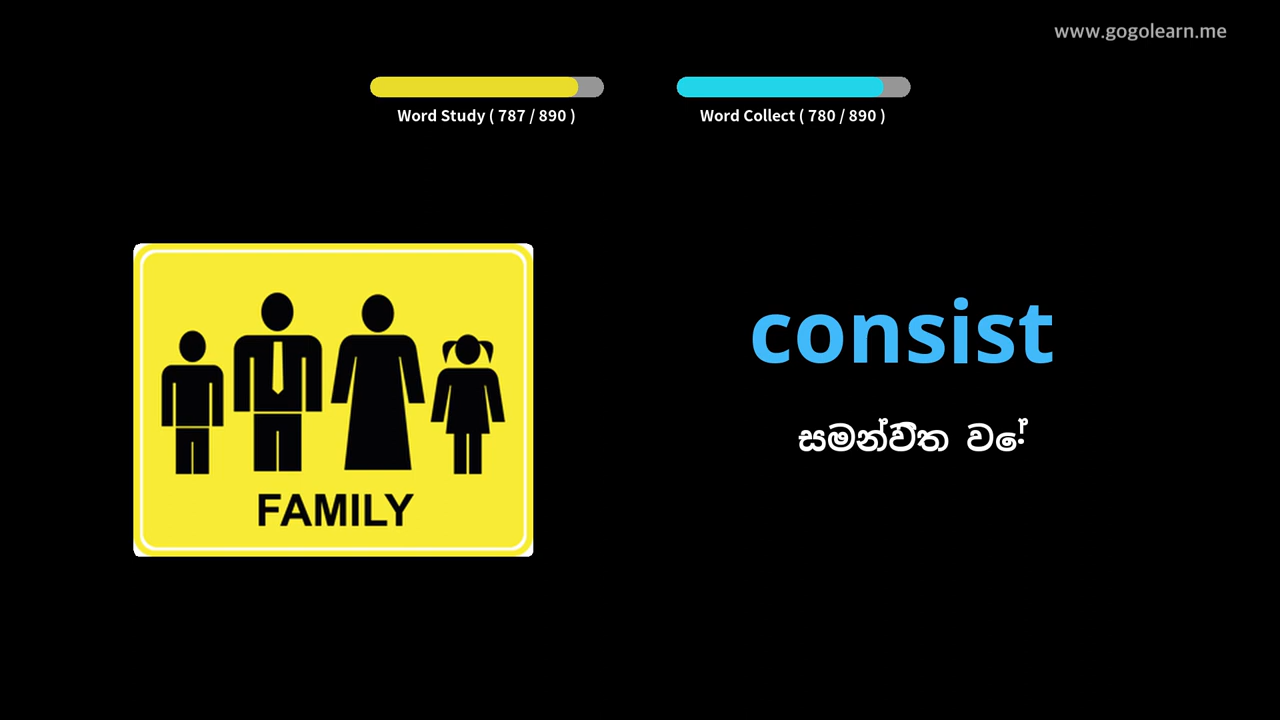 www.gogolearn.me
Word Study ( 787 / 890 )
Word Collect ( 780 / 890 )
consist
සමන්විත වේ.
FAMILY